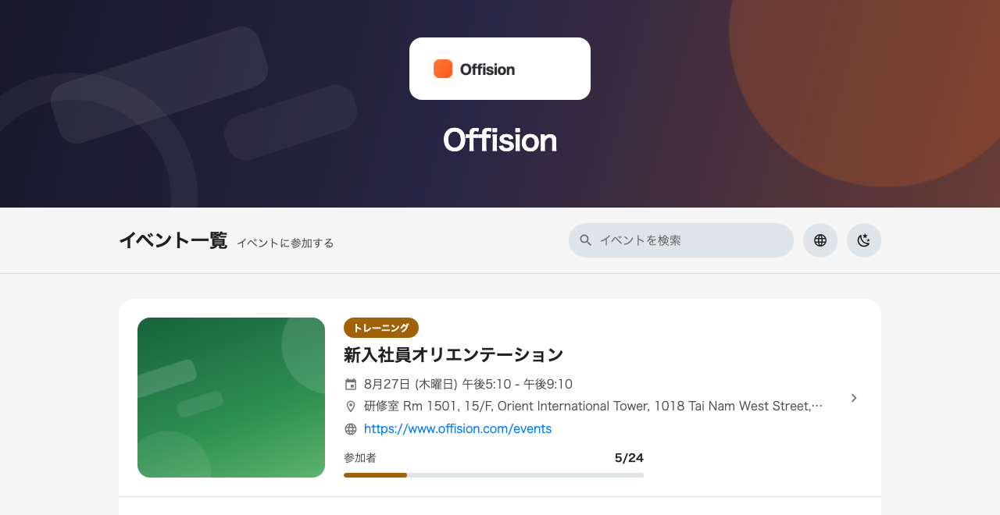 Offision
Offision
イベント一覧 イベントに参加する
イベントを検索
トレーニング
新入社員オリエンテーション
8月27日 (木曜日) 午後5:10 - 午後9:10
研修室 Rm 1501, 15/F, Orient International Tower, 1018 Tai Nam West Street,…
https://www.offision.com/events
参加者 5/24